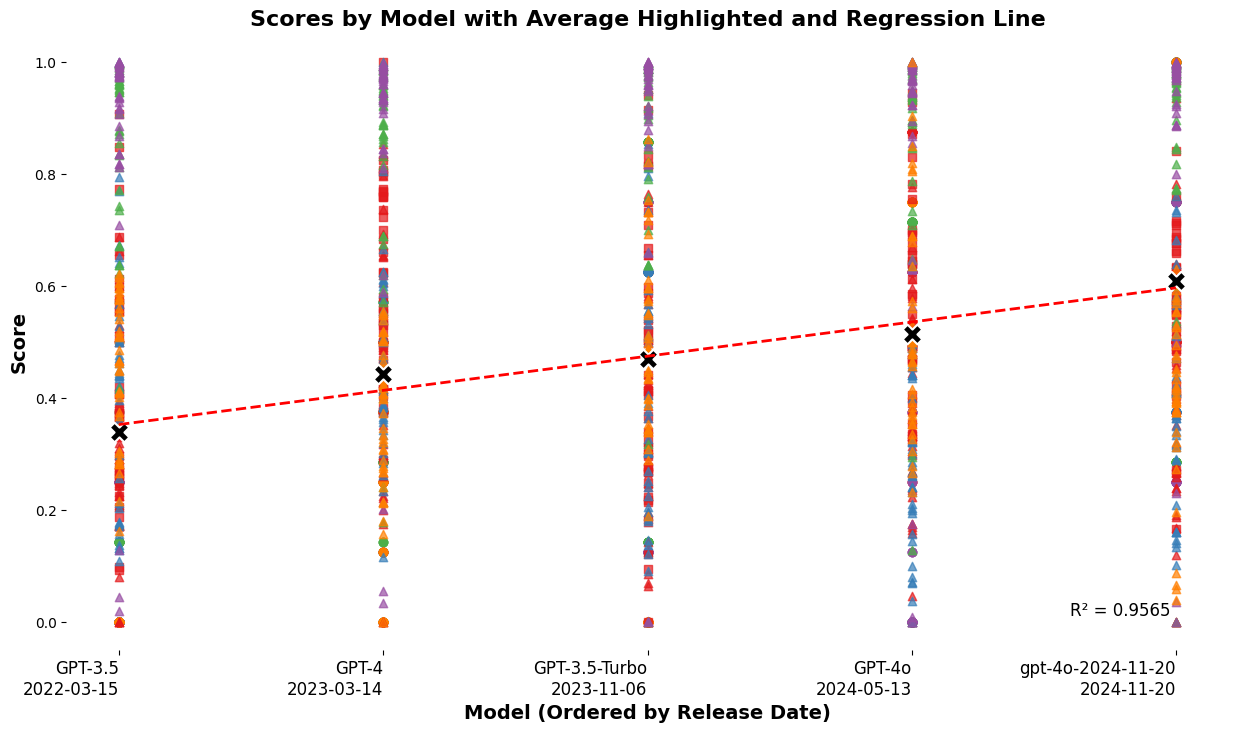 Scores by Model with Average Highlighted and Regression Line
Score
1.0
0.8
0.6
0.4
0.2
0.0
R² = 0.9565
GPT-3.5
2022-03-15
GPT-4
2023-03-14
GPT-3.5-Turbo
2023-11-06
GPT-4o
2024-05-13
gpt-4o-2024-11-20
2024-11-20
Model (Ordered by Release Date)